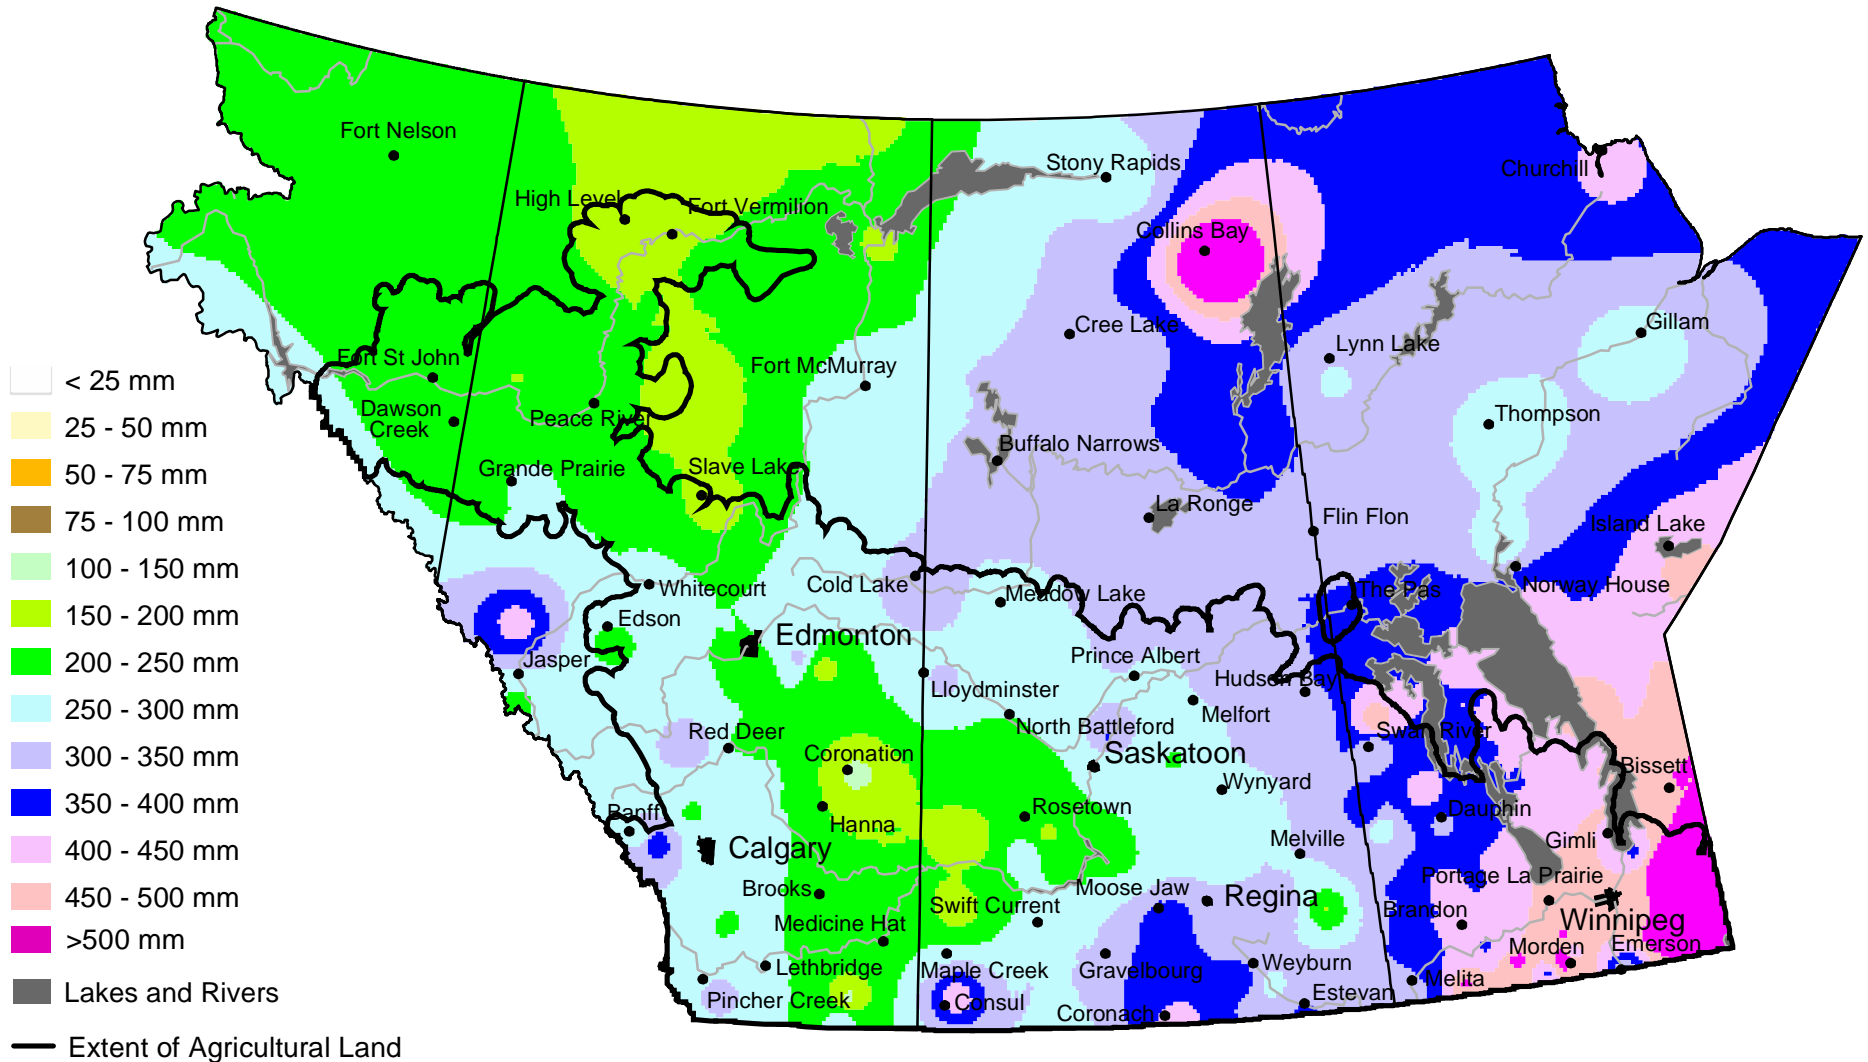 Fort Nelson
High Level
Fort Vermilion
Stony Rapids
Churchill
Collins Bay
Cree Lake
Lynn Lake
Gillam
Fort St John
Fort McMurray
Dawson
Creek
Peace River
Thompson
Buffalo Narrows
Grande Prairie
Slave Lake
La Ronge
Flin Flon
Island Lake
Whitecourt
Cold Lake
Meadow Lake
The Pas
Norway House
Edson
Edmonton
Jasper
Prince Albert
Hudson Bay
Lloydminster
Melfort
North Battleford
Red Deer
Swan River
Coronation
Saskatoon
Bissett
Wynyard
Banff
Hanna
Rosetown
Dauphin
Calgary
Melville
Gimli
Brooks
Moose Jaw
Portage La Prairie
Swift Current
Regina
Brandon
Winnipeg
Medicine Hat
Morden
Emerson
Lethbridge
Maple Creek
Gravelbourg
Weyburn
Melita
Pincher Creek
Consul
Coronach
Estevan
< 25 mm
25 - 50 mm
50 - 75 mm
75 - 100 mm
100 - 150 mm
150 - 200 mm
200 - 250 mm
250 - 300 mm
300 - 350 mm
350 - 400 mm
400 - 450 mm
450 - 500 mm
>500 mm
Lakes and Rivers
Extent of Agricultural Land